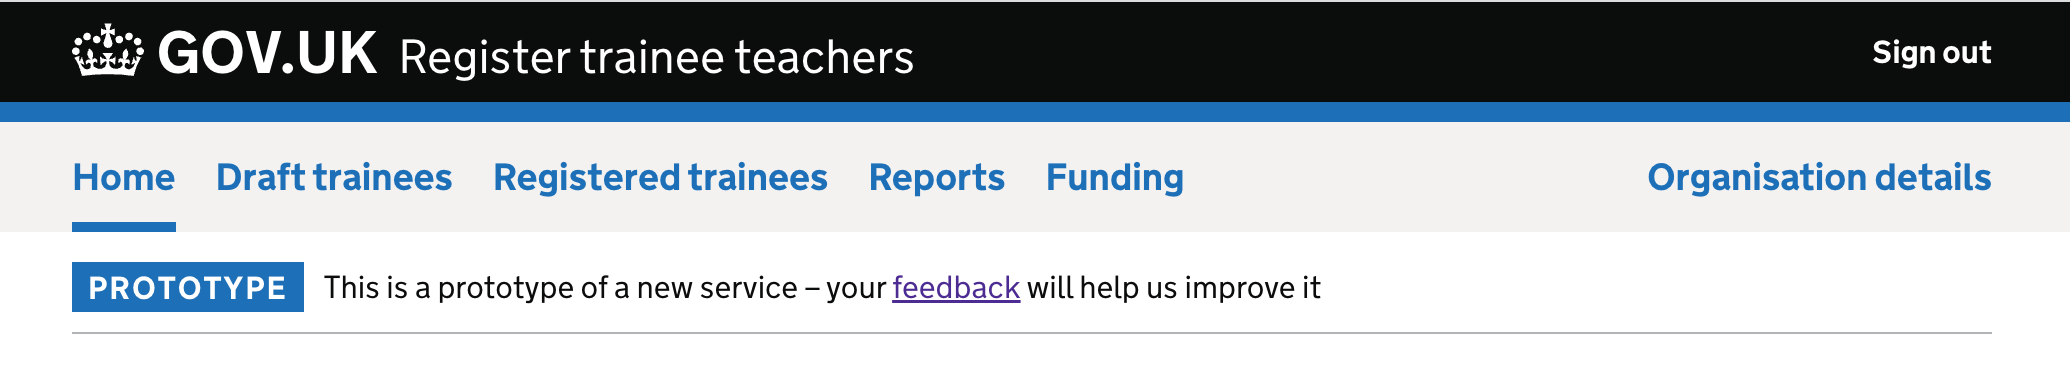 GOV.UK Register trainee teachers Sign out
Home Draft trainees Registered trainees Reports Funding Organisation details
PROTOTYPE This is a prototype of a new service – your feedback will help us improve it